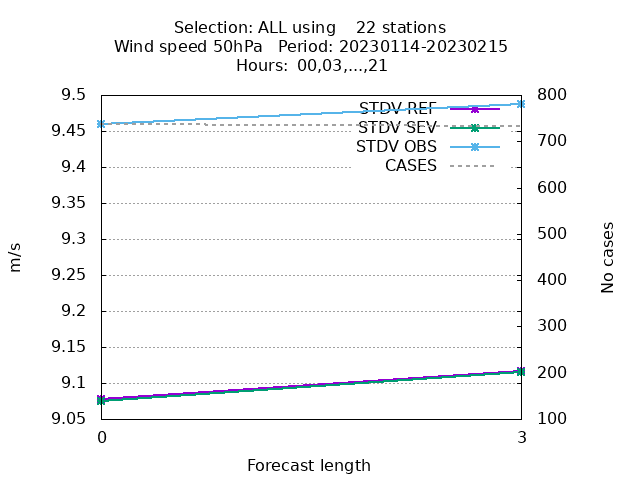 Selection: ALL using    22 stations
Wind speed 50hPa   Period: 20230114-20230215
Hours:  00,03,...,21
STDV REF
STDV SEV
STDV OBS
CASES
9.5
9.45
9.4
9.35
9.3
9.25
9.2
9.15
9.1
9.05
800
700
600
500
400
300
200
100
m/s
No cases
0
3
Forecast length